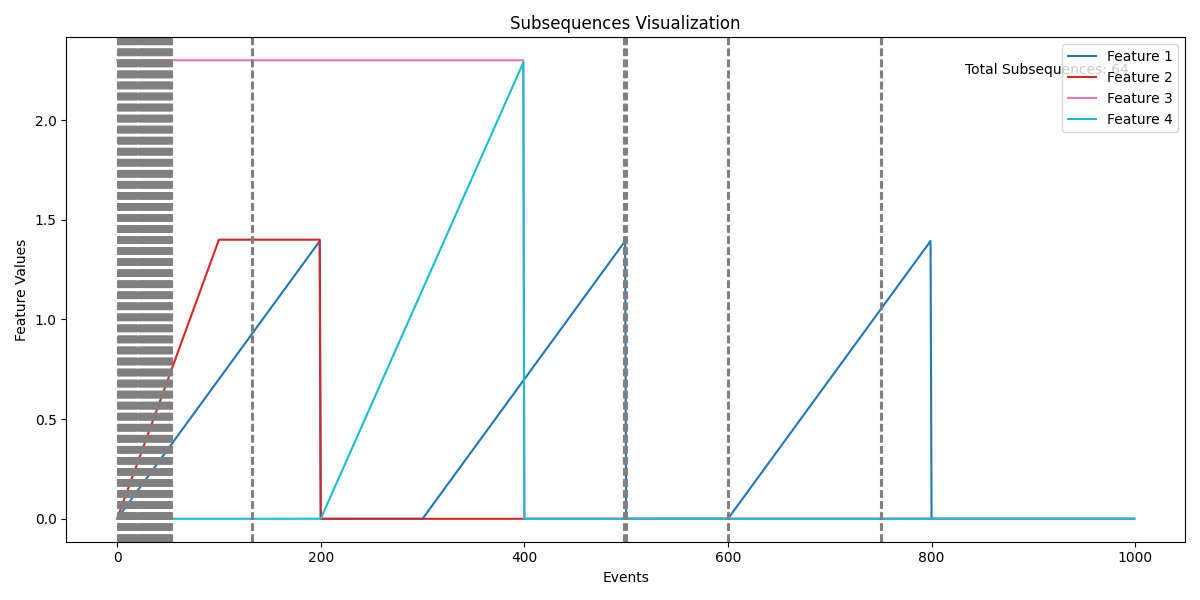 Subsequences Visualization
Total Subsequences: 64
Feature 1
Feature 2
Feature 3
Feature 4
Feature Values
2.0
1.5
1.0
0.5
0.0
0 200 400 600 800 1000
Events